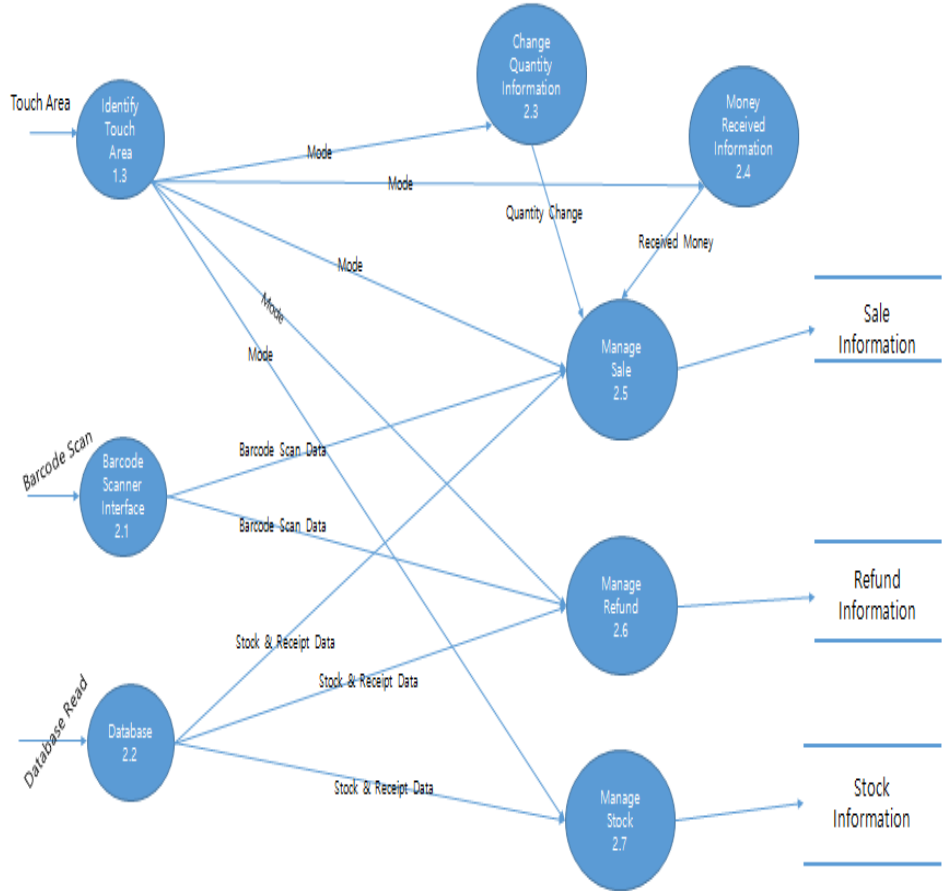 Change
Quantity
Information
2.3
Touch Area
Identify
Touch
Area
1.3
Money
Received
Information
2.4
Mode
Mode
Quantity Change
Received Money
Mode
Mode
Mode
Sale
Information
Manage
Sale
2.5
Barcode Scan
Barcode
Scanner
Interface
2.1
Barcode Scan Data
Barcode Scan Data
Manage
Refund
2.6
Refund
Information
Stock & Receipt Data
Stock & Receipt Data
Database Read
Database
2.2
Stock & Receipt Data
Manage
Stock
2.7
Stock
Information